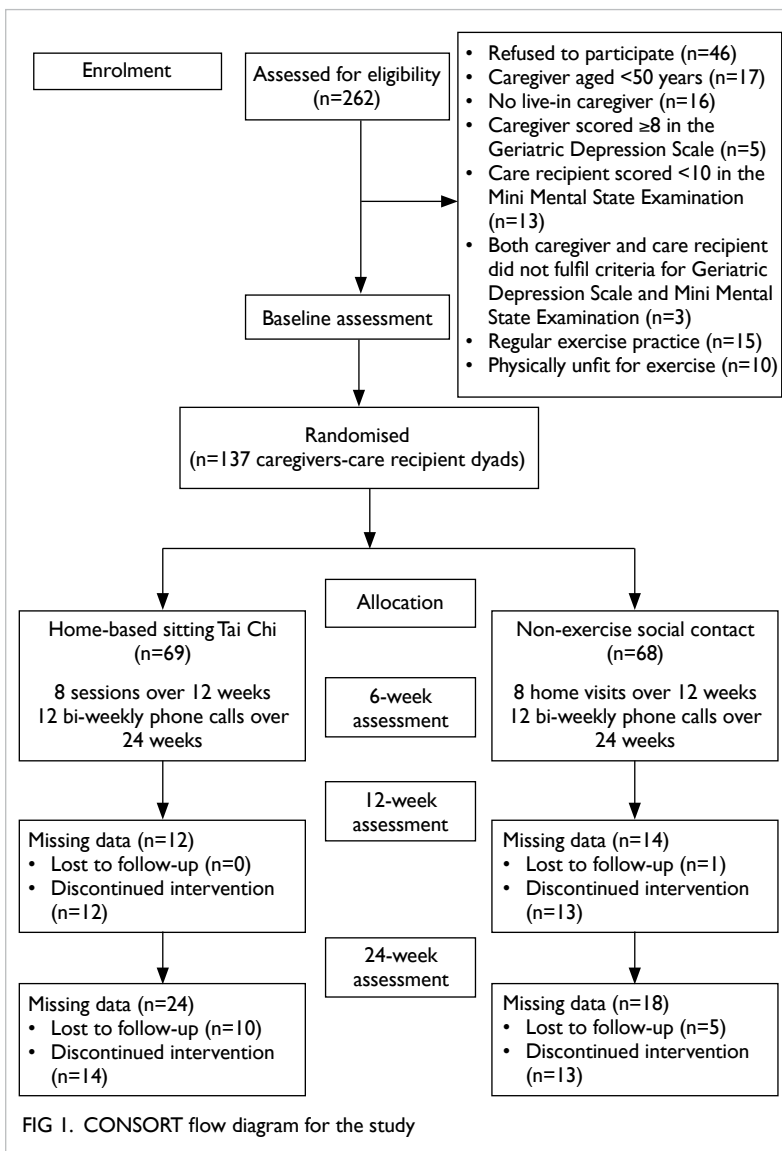 Enrolment
Assessed for eligibility
(n=262)
• Refused to participate (n=46)
• Caregiver aged <50 years (n=17)
• No live-in caregiver (n=16)
• Caregiver scored ≥8 in the
Geriatric Depression Scale (n=5)
• Care recipient scored <10 in the
Mini Mental State Examination
(n=13)
• Both caregiver and care recipient
did not fulfil criteria for Geriatric
Depression Scale and Mini Mental
State Examination (n=3)
• Regular exercise practice (n=15)
• Physically unfit for exercise (n=10)
Baseline assessment
Randomised
(n=137 caregivers-care recipient dyads)
Allocation
Home-based sitting Tai Chi
(n=69)
8 sessions over 12 weeks
12 bi-weekly phone calls over
24 weeks
Non-exercise social contact
(n=68)
8 home visits over 12 weeks
12 bi-weekly phone calls over
24 weeks
6-week
assessment
12-week
assessment
Missing data (n=12)
• Lost to follow-up (n=0)
• Discontinued intervention
(n=12)
Missing data (n=14)
• Lost to follow-up (n=1)
• Discontinued intervention
(n=13)
24-week
assessment
Missing data (n=24)
• Lost to follow-up (n=10)
• Discontinued intervention
(n=14)
Missing data (n=18)
• Lost to follow-up (n=5)
• Discontinued intervention
(n=13)
FIG 1. CONSORT flow diagram for the study